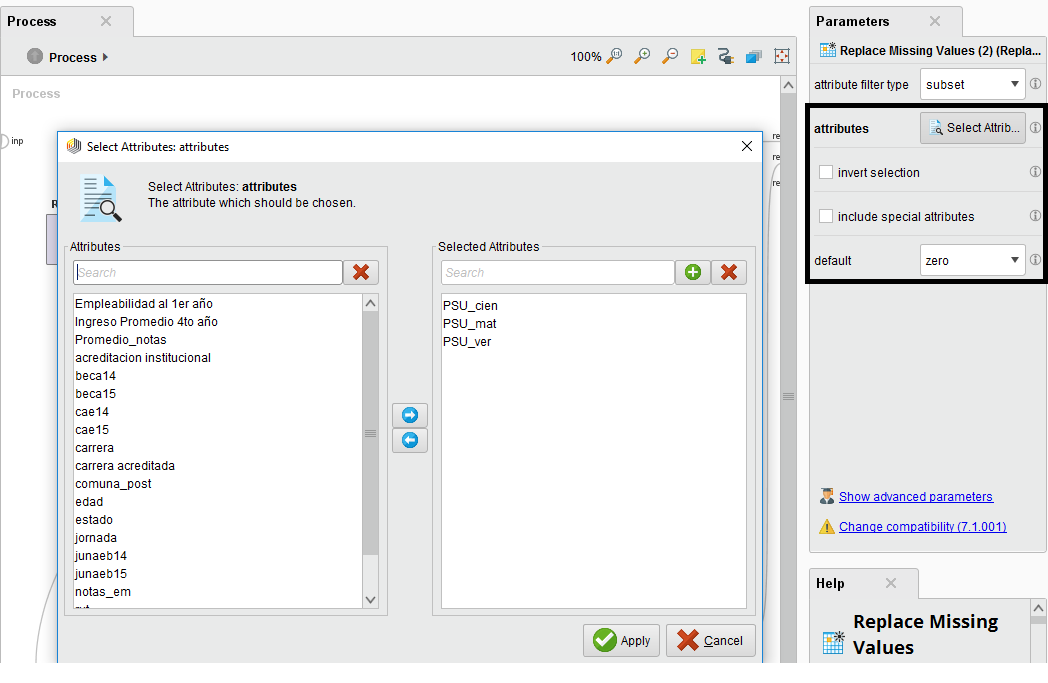 Process
Process
100%
Process
inp
re
re
re
R
Select Attributes: attributes
Select Attributes: attributes
The attribute which should be chosen.
Attributes
Search
Empleabilidad al 1er año
Ingreso Promedio 4to año
Promedio_notas
acreditacion institucional
beca14
beca15
cae14
cae15
carrera
carrera acreditada
comuna_post
edad
estado
jornada
junaeb14
junaeb15
notas_em
Selected Attributes
Search
PSU_cien
PSU_mat
PSU_ver
Apply
Cancel
Parameters
Replace Missing Values (2) (Repla...
attribute filter type subset
attributes Select Attrib...
invert selection
include special attributes
default zero
Show advanced parameters
Change compatibility (7.1.001)
Help
Replace Missing
Values